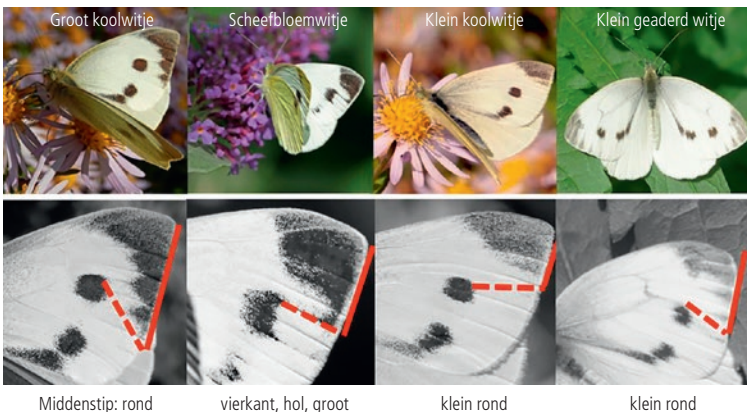 Groot koolwitje
Scheefbloemwitje
Klein koolwitje
Klein geaderd witje
Middenstip: rond
vierkant, hol, groot
klein rond
klein rond